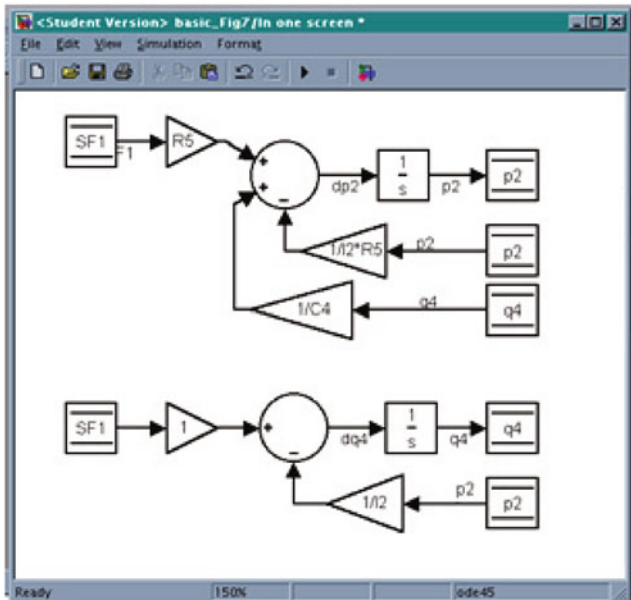 <Student Version> basic_Fig7/In one screen *
File Edit View Simulation Format
SF1 F1 R5 + + - dp2 1/s p2 p2
1/I2*R5 p2 p2
1/C4 q4 q4
SF1 1 + - dq4 1/s q4 q4
1/I2 p2 p2
Ready 150% ode45